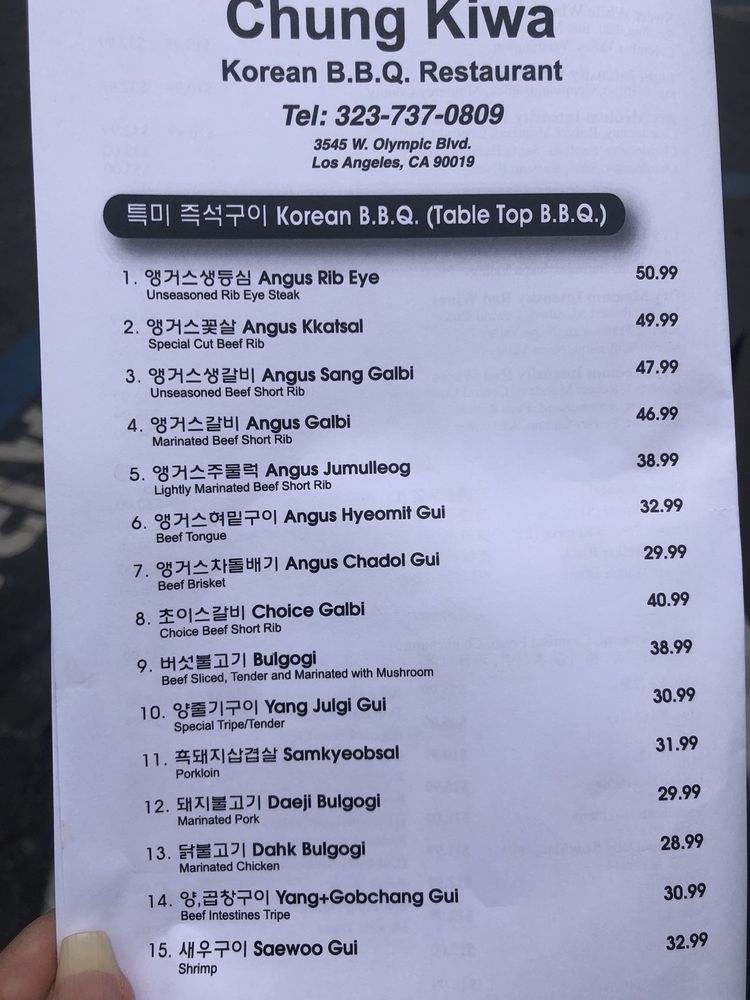 Chung Kiwa
Korean B.B.Q. Restaurant
Tel: 323-737-0809
3545 W. Olympic Blvd.
Los Angeles, CA 90019
특미 즉석구이 Korean B.B.Q. (Table Top B.B.Q.)
1. 앵거스생등심 Angus Rib Eye 50.99
Unseasoned Rib Eye Steak
2. 앵거스꽃살 Angus Kkatsal 49.99
Special Cut Beef Rib
3. 앵거스생갈비 Angus Sang Galbi 47.99
Unseasoned Beef Short Rib
4. 앵거스갈비 Angus Galbi 46.99
Marinated Beef Short Rib
5. 앵거스주물럭 Angus Jumulleog 38.99
Lightly Marinated Beef Short Rib
6. 앵거스혀밑구이 Angus Hyeomit Gui 32.99
Beef Tongue
7. 앵거스차돌배기 Angus Chadol Gui 29.99
Beef Brisket
8. 초이스갈비 Choice Galbi 40.99
Choice Beef Short Rib
9. 버섯불고기 Bulgogi 38.99
Beef Sliced, Tender and Marinated with Mushroom
10. 양줄기구이 Yang Julgi Gui 30.99
Special Tripe/Tender
11. 흑돼지삼겹살 Samkyeobsal 31.99
Porkloin
12. 돼지불고기 Daeji Bulgogi 29.99
Marinated Pork
13. 닭불고기 Dahk Bulgogi 28.99
Marinated Chicken
14. 양,곱창구이 Yang+Gobchang Gui 30.99
Beef Intestines Tripe
15. 새우구이 Saewoo Gui 32.99
Shrimp